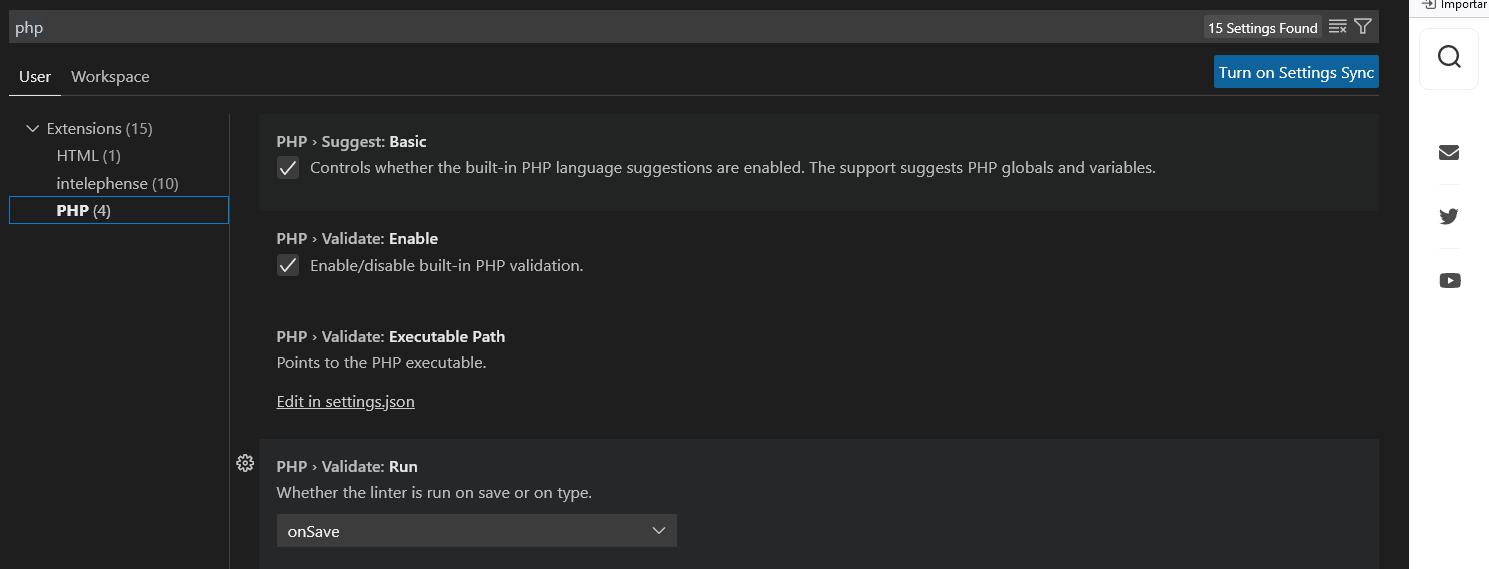 Importar
php
15 Settings Found
User
Workspace
Turn on Settings Sync
Extensions (15)
HTML (1)
intelephense (10)
PHP (4)
PHP › Suggest: Basic
Controls whether the built-in PHP language suggestions are enabled. The support suggests PHP globals and variables.
PHP › Validate: Enable
Enable/disable built-in PHP validation.
PHP › Validate: Executable Path
Points to the PHP executable.
Edit in settings.json
PHP › Validate: Run
Whether the linter is run on save or on type.
onSave